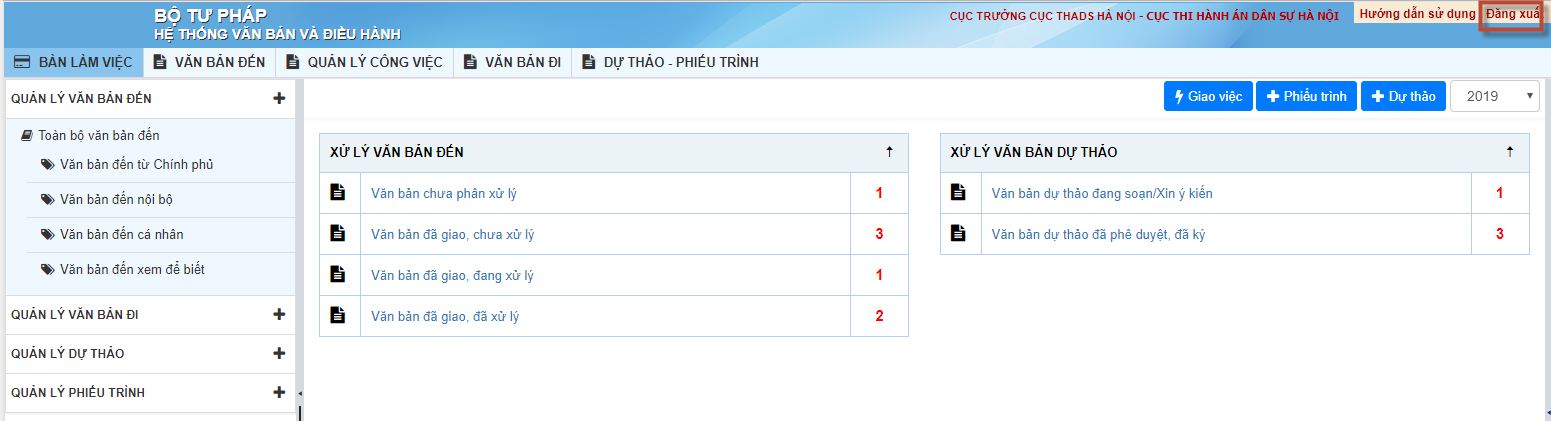 BỘ TƯ PHÁP
HỆ THỐNG VĂN BẢN VÀ ĐIỀU HÀNH
CỤC TRƯỞNG CỤC THADS HÀ NỘI - CỤC THI HÀNH ÁN DÂN SỰ HÀ NỘI
Hướng dẫn sử dụng
Đăng xuất
BÀN LÀM VIỆC
VĂN BẢN ĐẾN
QUẢN LÝ CÔNG VIỆC
VĂN BẢN ĐI
DỰ THẢO - PHIẾU TRÌNH
QUẢN LÝ VĂN BẢN ĐẾN
Toàn bộ văn bản đến
Văn bản đến từ Chính phủ
Văn bản đến nội bộ
Văn bản đến cá nhân
Văn bản đến xem để biết
QUẢN LÝ VĂN BẢN ĐI
QUẢN LÝ DỰ THẢO
QUẢN LÝ PHIẾU TRÌNH
Giao việc
Phiếu trình
Dự thảo
2019
XỬ LÝ VĂN BẢN ĐẾN
Văn bản chưa phân xử lý 1
Văn bản đã giao, chưa xử lý 3
Văn bản đã giao, đang xử lý 1
Văn bản đã giao, đã xử lý 2
XỬ LÝ VĂN BẢN DỰ THẢO
Văn bản dự thảo đang soạn/Xin ý kiến 1
Văn bản dự thảo đã phê duyệt, đã ký 3